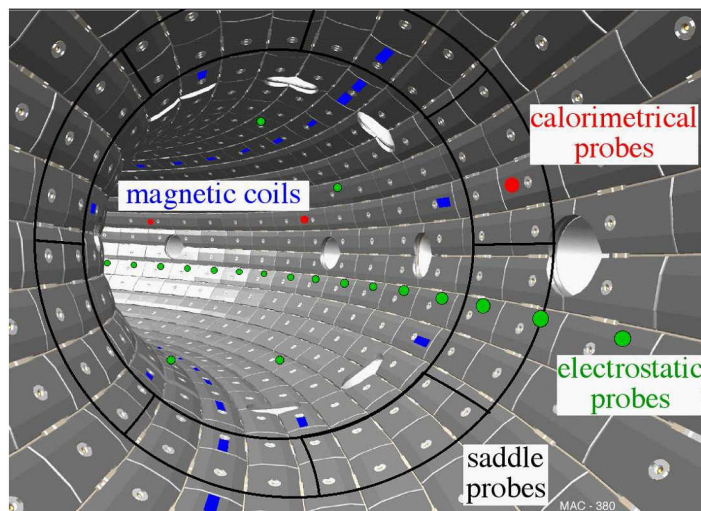 calorimetrical
probes
magnetic coils
electrostatic
probes
saddle
probes
MAC - 380